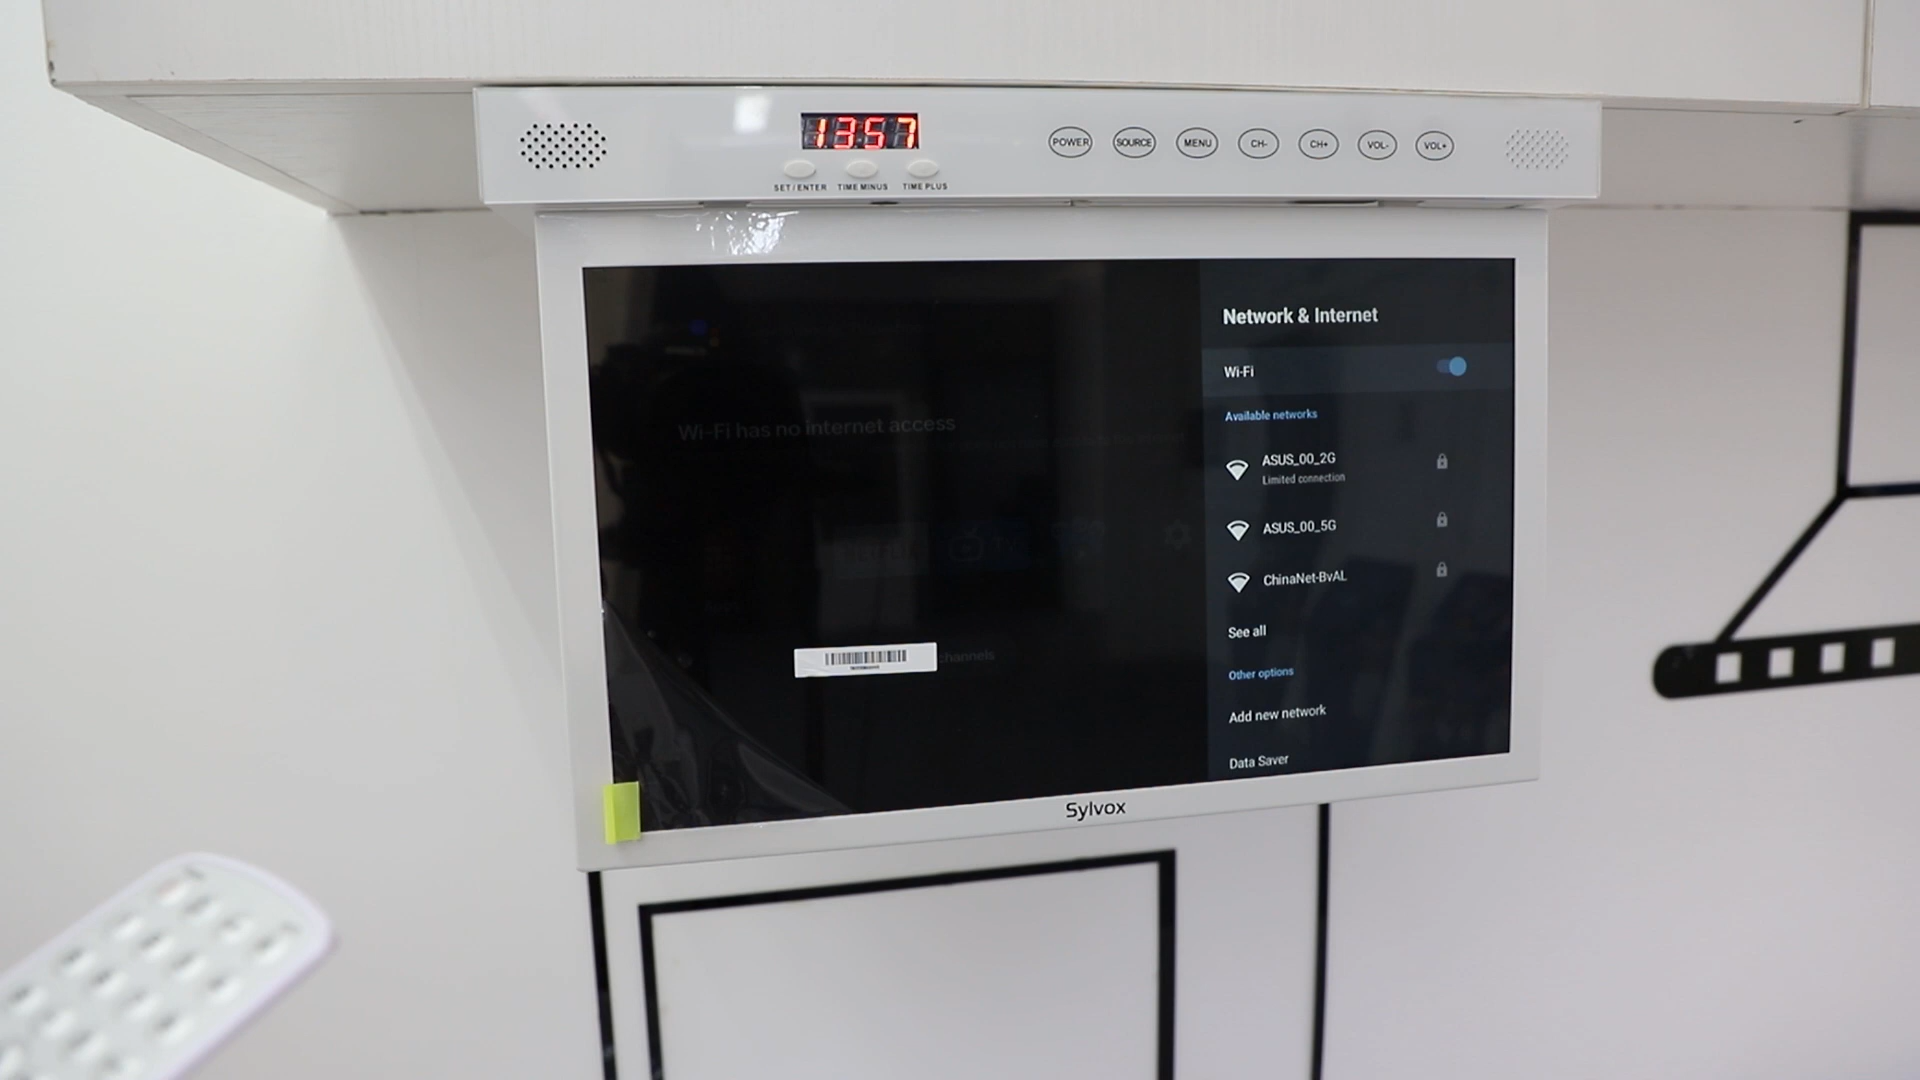 1357
SET/ENTER TIME MINUS TIME PLUS
POWER SOURCE MENU CH- CH+ VOL- VOL+
Wi-Fi has no internet access
channels
Network & Internet
Wi-Fi
Available networks
ASUS_00_2G
Limited connection
ASUS_00_5G
ChinaNet-BvAL
See all
Other options
Add new network
Data Saver
Sylvox